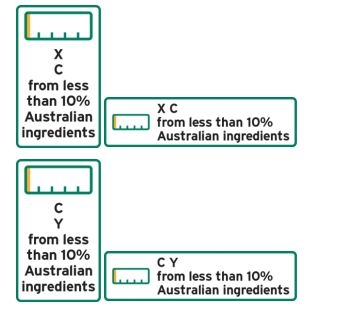 X
C
from less
than 10%
Australian
ingredients
X C
from less than 10%
Australian ingredients
C
Y
from less
than 10%
Australian
ingredients
C Y
from less than 10%
Australian ingredients